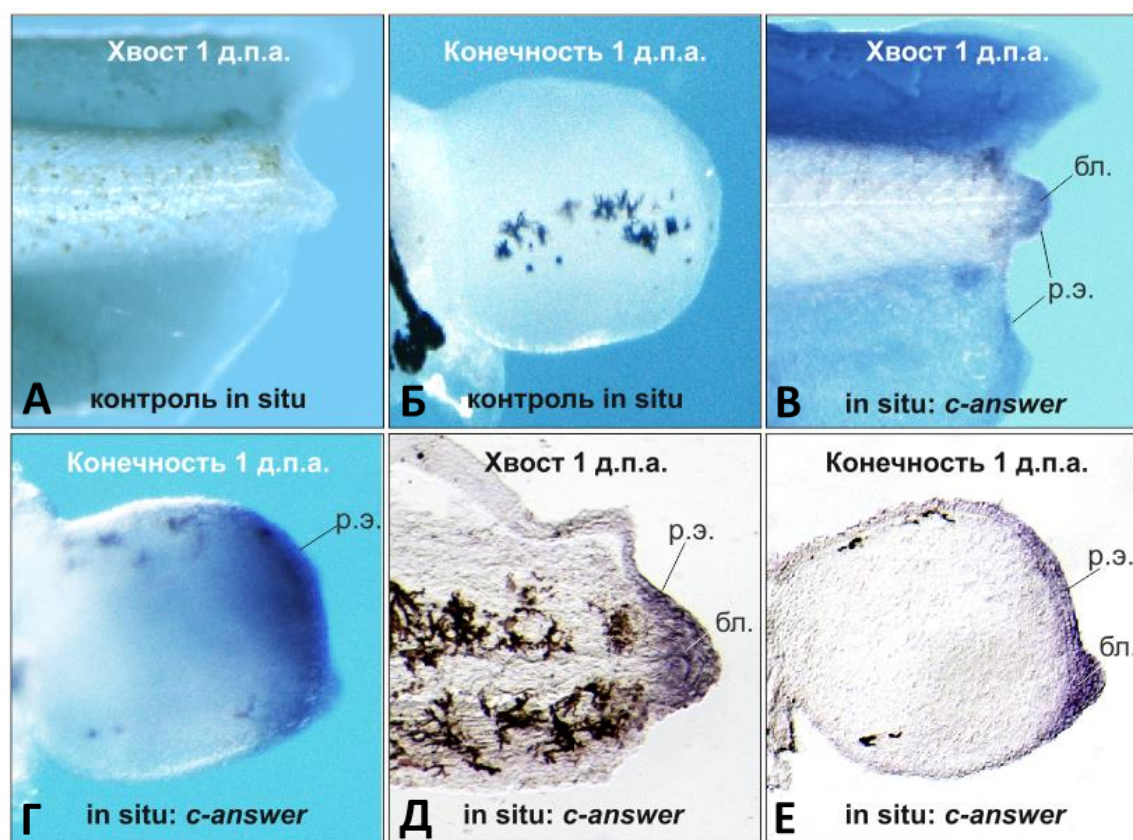 Хвост 1 д.п.а.
А контроль in situ
Конечность 1 д.п.а.
Б контроль in situ
Хвост 1 д.п.а.
бл.
р.э.
В in situ: c-answer
Конечность 1 д.п.а.
р.э.
Г in situ: c-answer
Хвост 1 д.п.а.
р.э.
бл.
Д in situ: c-answer
Конечность 1 д.п.а.
р.э.
бл.
Е in situ: c-answer